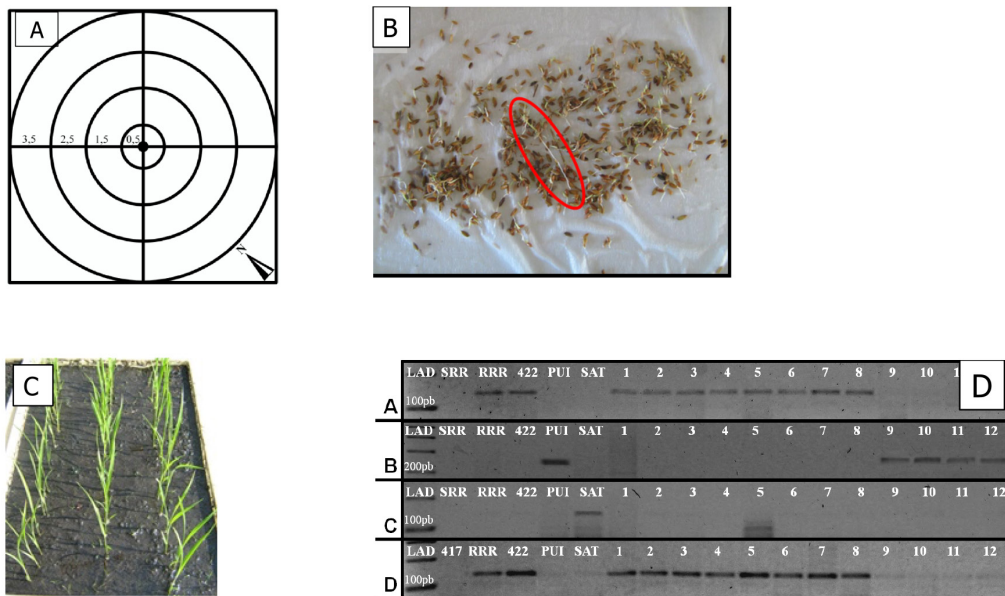 A
3,5 2,5 1,5 0,5
N
B
C
D
LAD SRR RRR 422 PUI SAT 1 2 3 4 5 6 7 8 9 10 1
100pb
A
LAD SRR RRR 422 PUI SAT 1 2 3 4 5 6 7 8 9 10 11 12
200pb
B
LAD SRR RRR 422 PUI SAT 1 2 3 4 5 6 7 8 9 10 11 12
100pb
C
LAD 417 RRR 422 PUI SAT 1 2 3 4 5 6 7 8 9 10 11 12
100pb
D